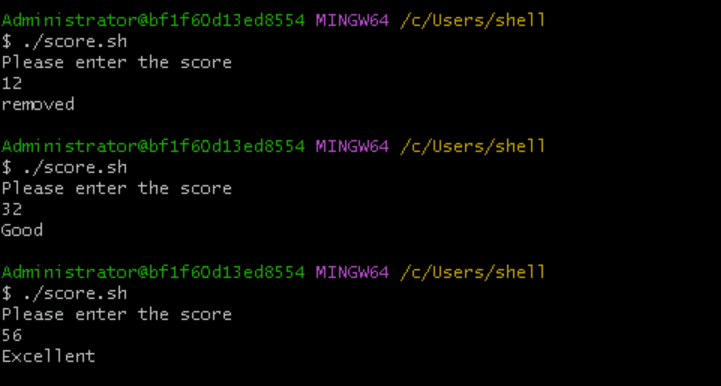 Administrator@bf1f60d13ed8554 MINGW64 /c/Users/shell
$ ./score.sh
Please enter the score
12
removed
Administrator@bf1f60d13ed8554 MINGW64 /c/Users/shell
$ ./score.sh
Please enter the score
32
Good
Administrator@bf1f60d13ed8554 MINGW64 /c/Users/shell
$ ./score.sh
Please enter the score
56
Excellent